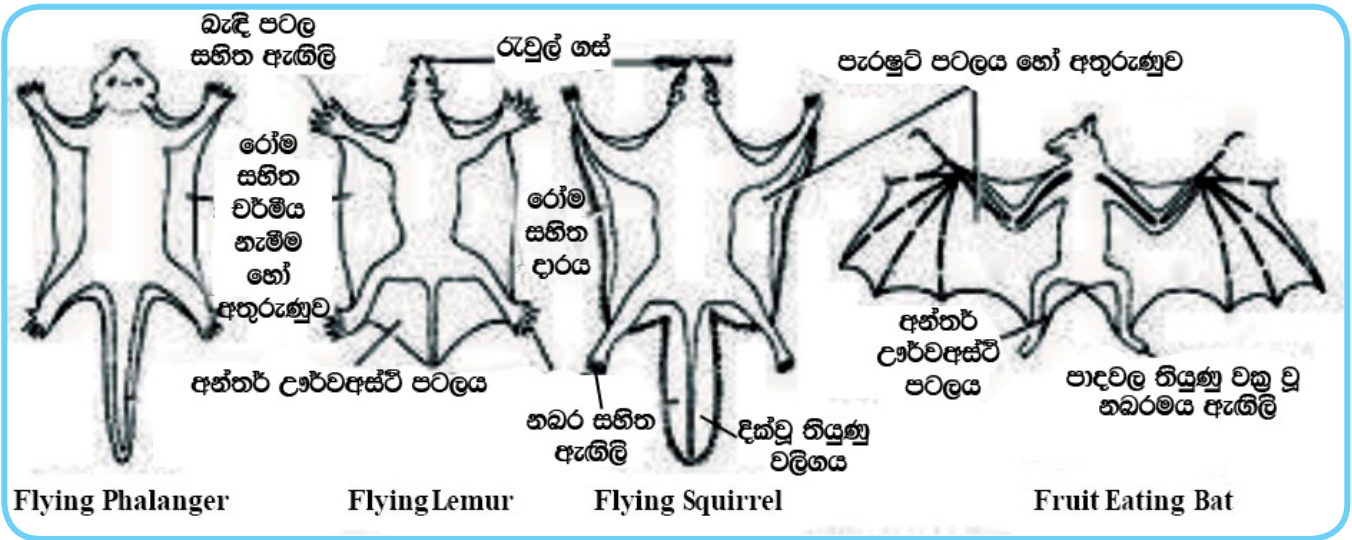 බැඳි පටල
සහිත ඇඟිලි
රැවුල් ගස්
පැරෂුට් පටලය හෝ අතුරුණුව
රෝම
සහිත
චර්මීය
නැමීම
හෝ
අතුරුණුව
රෝම
සහිත
දාරය
අන්තර් ඌර්වඅස්ථි පටලය
නබර සහිත
ඇඟිලි
දික්වූ තියුණු
වලිගය
අන්තර්
ඌර්වඅස්ථි
පටලය
පාදවල තියුණු වක්‍ර වූ
නබරමය ඇඟිලි
Flying Phalanger
Flying Lemur
Flying Squirrel
Fruit Eating Bat